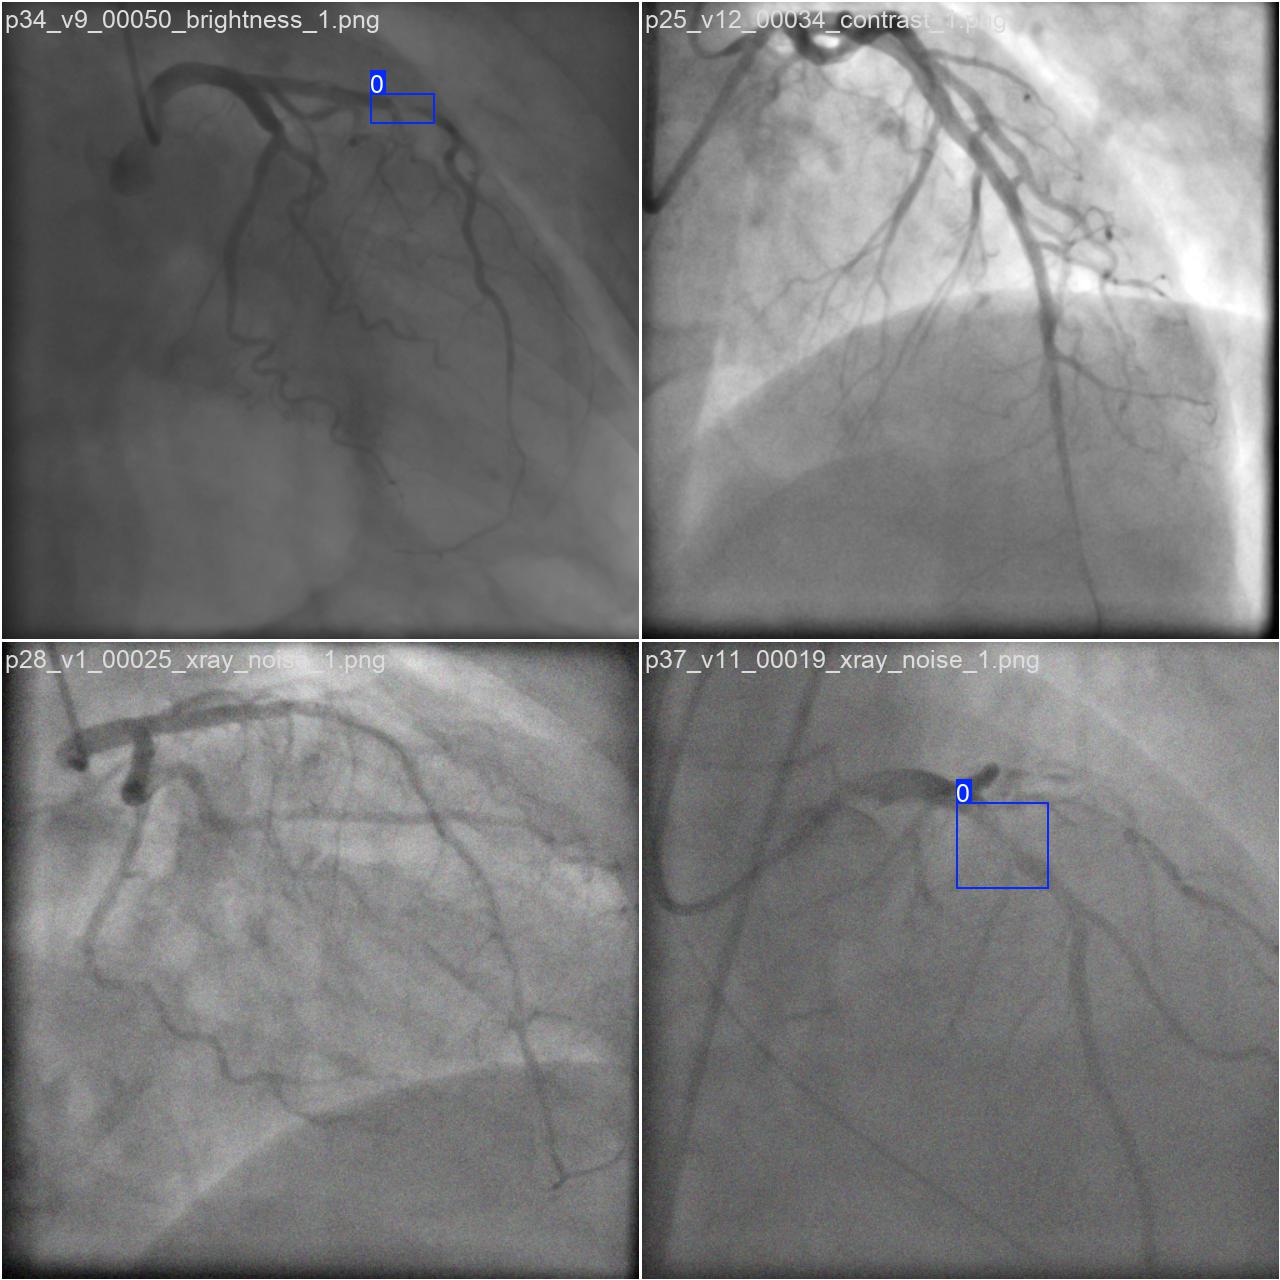 p34_v9_00050_brightness_1.png
p25_v12_00034_contrast_1.png
0
p28_v1_00025_xray_noise_1.png
p37_v11_00019_xray_noise_1.png
0